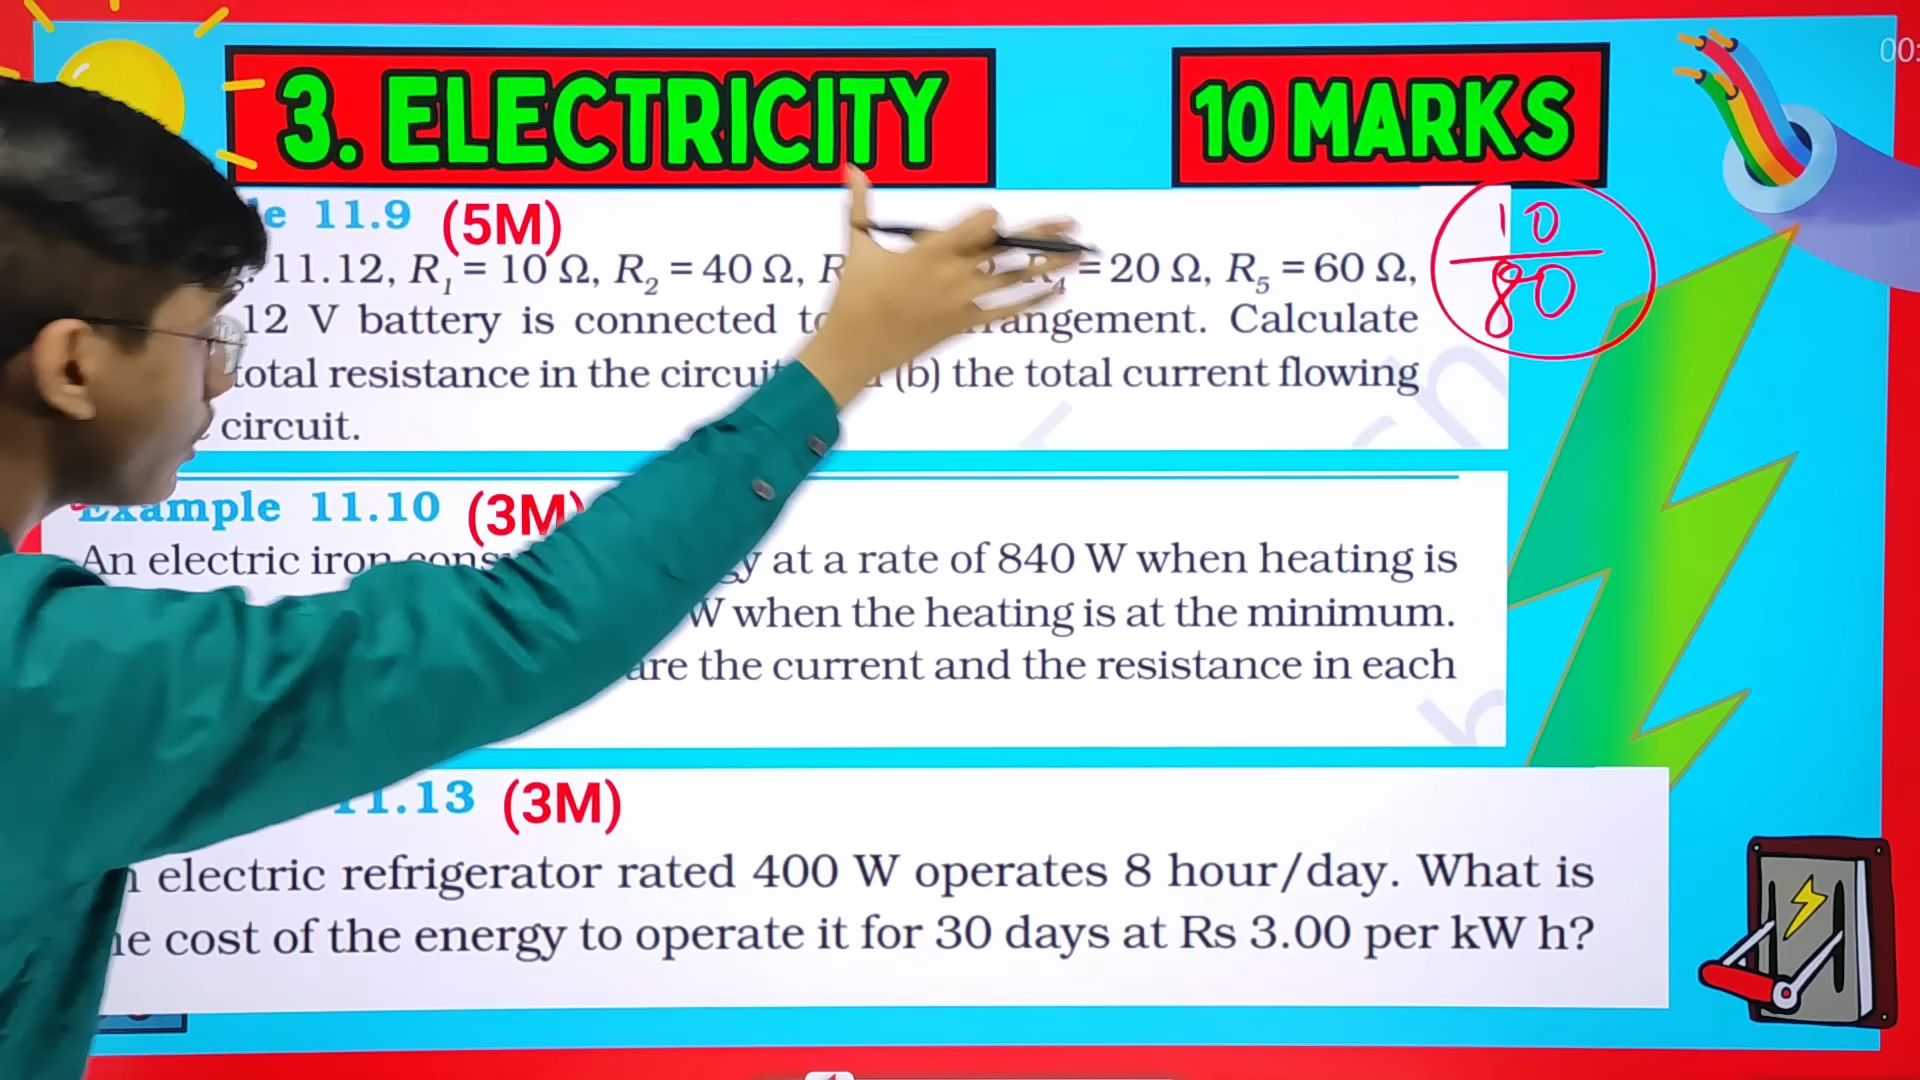 00:
3. ELECTRICITY
10 MARKS
11.9 (5M)
11.12, R₁ = 10 Ω, R₂ = 40 Ω, R₄ = 20 Ω, R₅ = 60 Ω,
12 V battery is connected Calculate
total resistance in the circuit (b) the total current flowing
circuit.
10
80
Example 11.10 (3M)
An electric iron at a rate of 840 W when heating is
W when the heating is at the minimum.
are the current and the resistance in each
11.13 (3M)
electric refrigerator rated 400 W operates 8 hour/day. What is
cost of the energy to operate it for 30 days at Rs 3.00 per kW h?